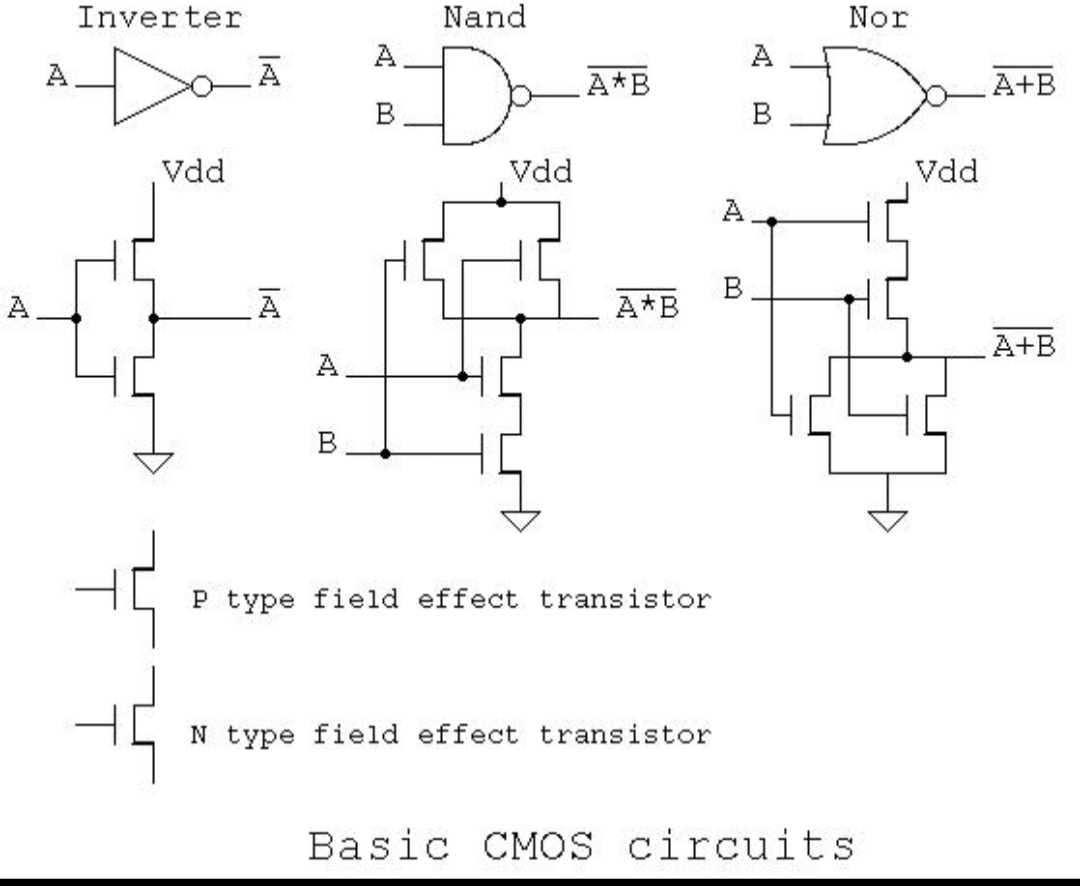 Inverter Nand Nor
A A̅ A B A̅*̅B̅ A B A̅+̅B̅
Vdd Vdd Vdd
A A̅
A B A̅*̅B̅
A B A̅+̅B̅
P type field effect transistor
N type field effect transistor
Basic CMOS circuits